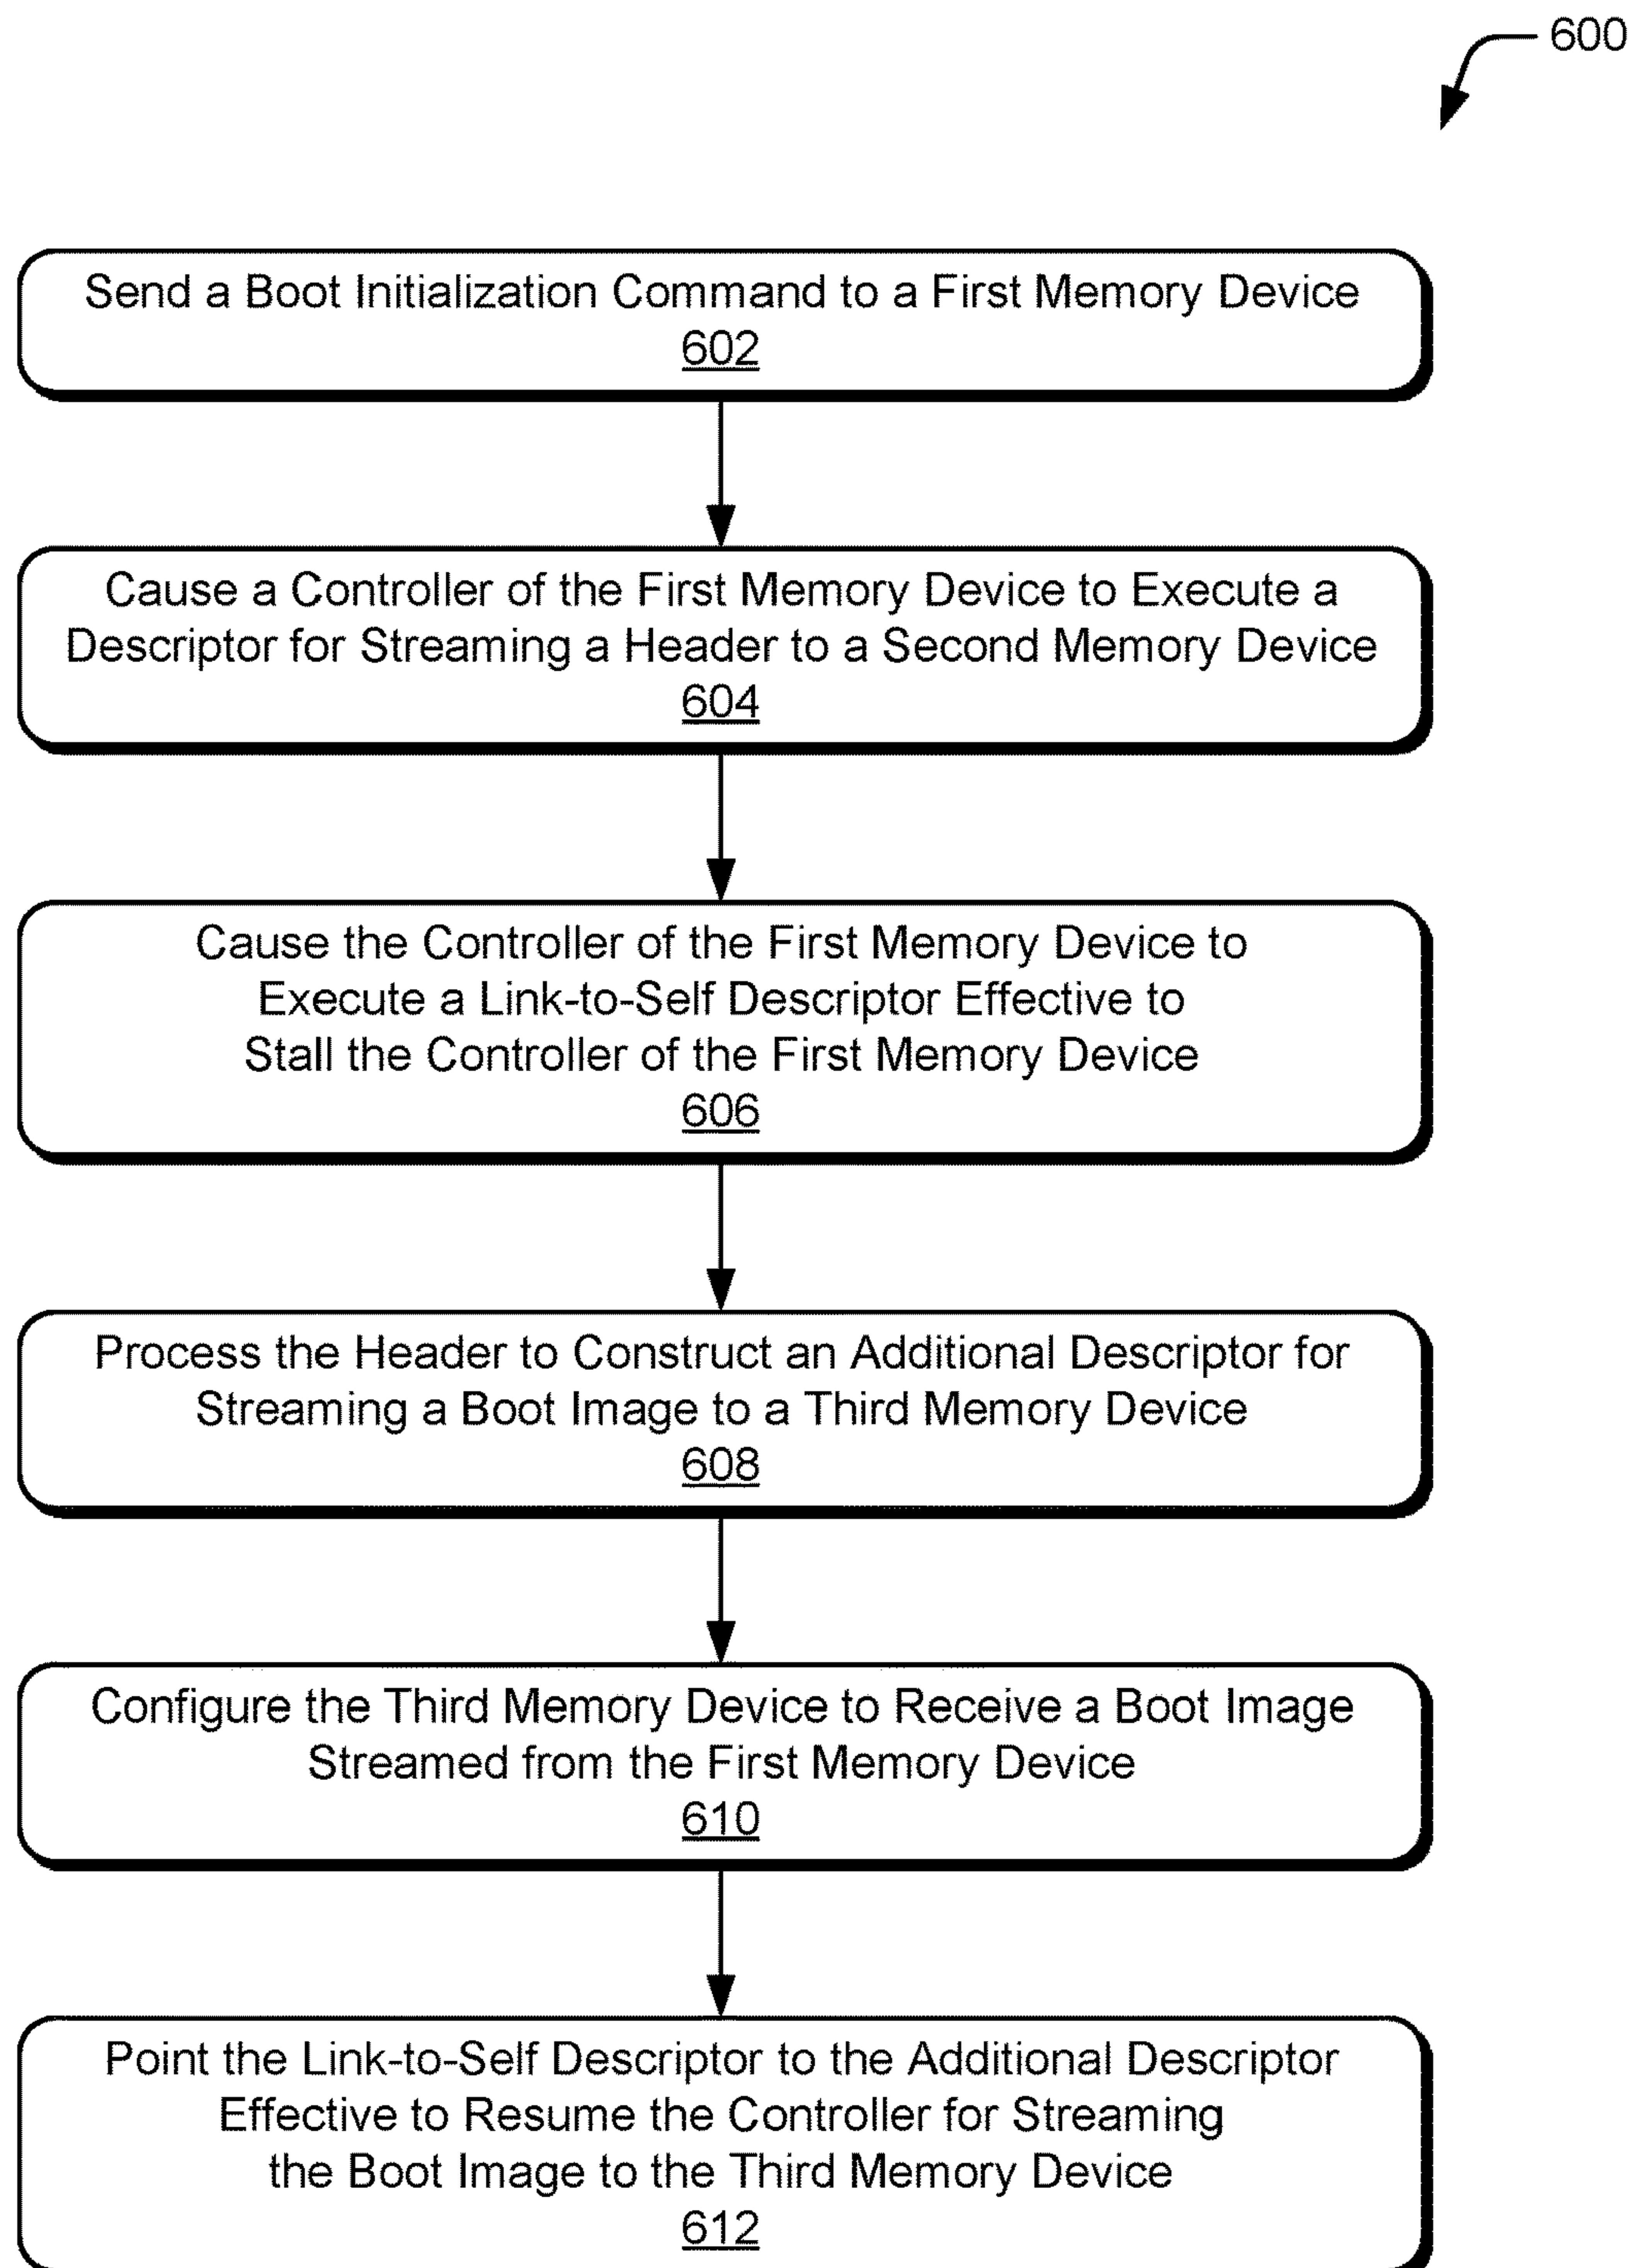 600
Send a Boot Initialization Command to a First Memory Device
602
Cause a Controller of the First Memory Device to Execute a
Descriptor for Streaming a Header to a Second Memory Device
604
Cause the Controller of the First Memory Device to
Execute a Link-to-Self Descriptor Effective to
Stall the Controller of the First Memory Device
606
Process the Header to Construct an Additional Descriptor for
Streaming a Boot Image to a Third Memory Device
608
Configure the Third Memory Device to Receive a Boot Image
Streamed from the First Memory Device
610
Point the Link-to-Self Descriptor to the Additional Descriptor
Effective to Resume the Controller for Streaming
the Boot Image to the Third Memory Device
612